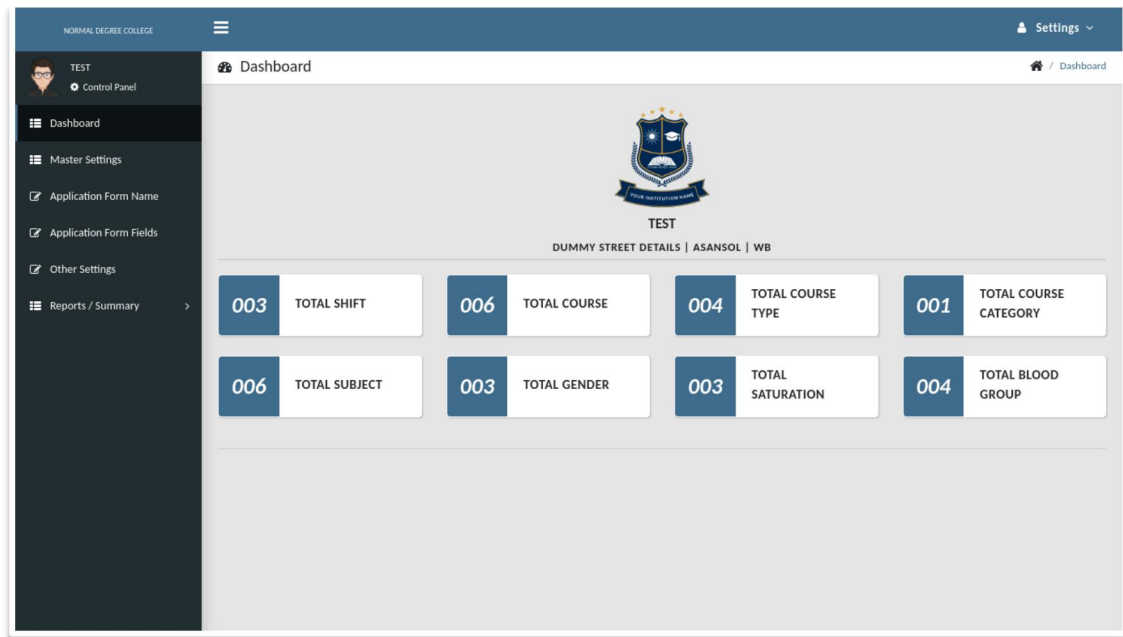 NORMAL DEGREE COLLEGE
Settings
TEST
Control Panel
Dashboard
/ Dashboard
Dashboard
Master Settings
Application Form Name
Application Form Fields
Other Settings
Reports / Summary
YOUR INSTITUTION NAME
TEST
DUMMY STREET DETAILS | ASANSOL | WB
003 TOTAL SHIFT
006 TOTAL COURSE
004 TOTAL COURSE
TYPE
001 TOTAL COURSE
CATEGORY
006 TOTAL SUBJECT
003 TOTAL GENDER
003 TOTAL
SATURATION
004 TOTAL BLOOD
GROUP